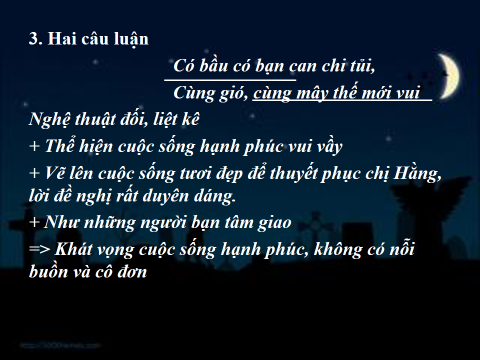 3. Hai câu luận
Có bầu có bạn can chi tủi,
Cùng gió, cùng mây thế mới vui
Nghệ thuật đối, liệt kê
+ Thể hiện cuộc sống hạnh phúc vui vầy
+ Vẽ lên cuộc sống tươi đẹp để thuyết phục chị Hằng,
lời đề nghị rất duyên dáng.
+ Như những người bạn tâm giao
=> Khát vọng cuộc sống hạnh phúc, không có nỗi
buồn và cô đơn